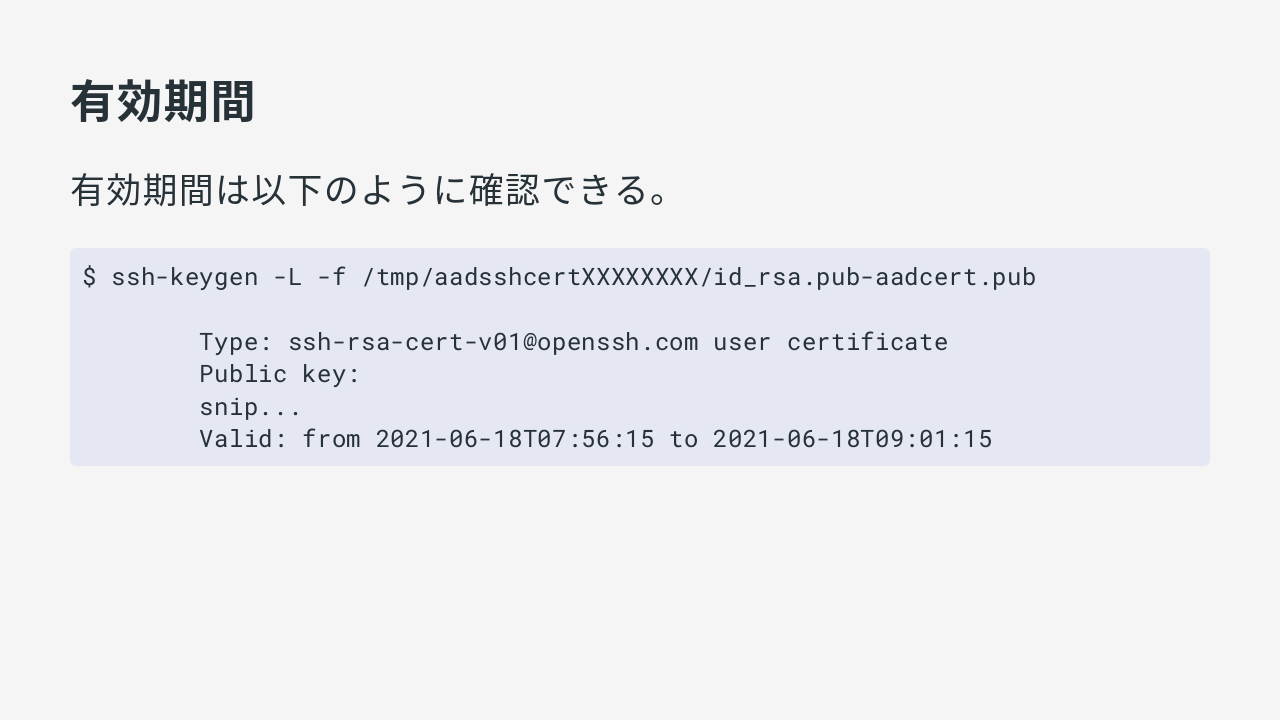 有効期間
有効期間は以下のように確認できる。
$ ssh-keygen -L -f /tmp/aadsshcertXXXXXXXX/id_rsa.pub-aadcert.pub
Type: ssh-rsa-cert-v01@openssh.com user certificate
Public key:
snip...
Valid: from 2021-06-18T07:56:15 to 2021-06-18T09:01:15